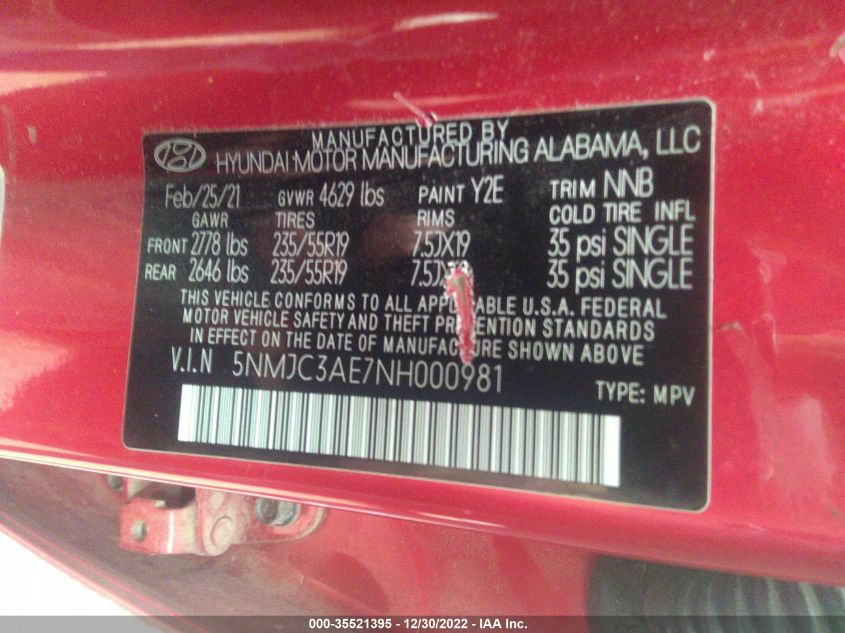 MANUFACTURED BY
HYUNDAI MOTOR MANUFACTURING ALABAMA, LLC
Feb/25/21 GVWR 4629 lbs PAINT Y2E TRIM NNB
GAWR TIRES RIMS COLD TIRE INFL
FRONT 2778 lbs 235/55R19 7.5JX19 35 psi SINGLE
REAR 2646 lbs 235/55R19 35 psi SINGLE
THIS VEHICLE CONFORMS TO ALL APPLICABLE U.S.A. FEDERAL
MOTOR VEHICLE SAFETY AND THEFT PREVENTION STANDARDS
IN EFFECT ON THE DATE OF MANUFACTURE SHOWN ABOVE.
V.I.N 5NMJC3AE7NH000981
TYPE: MPV
000-35521395 - 12/30/2022 - IAA Inc.